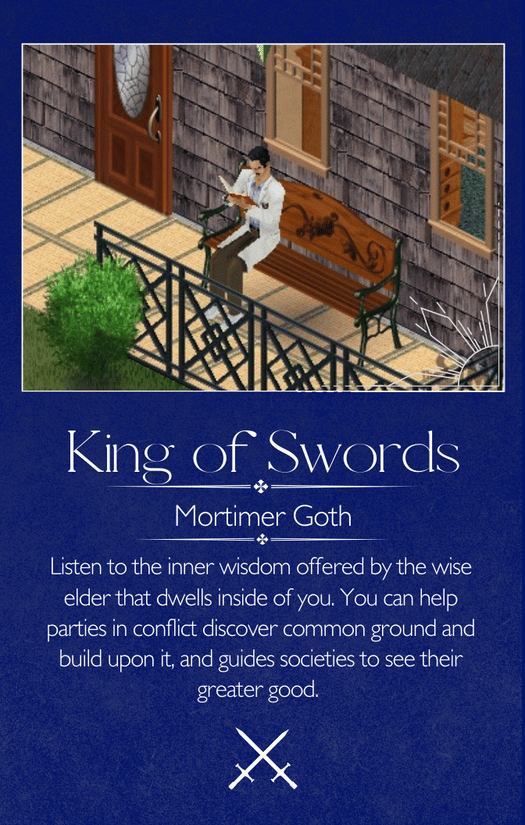 King of Swords
Mortimer Goth
Listen to the inner wisdom offered by the wise
elder that dwells inside of you. You can help
parties in conflict discover common ground and
build upon it, and guides societies to see their
greater good.